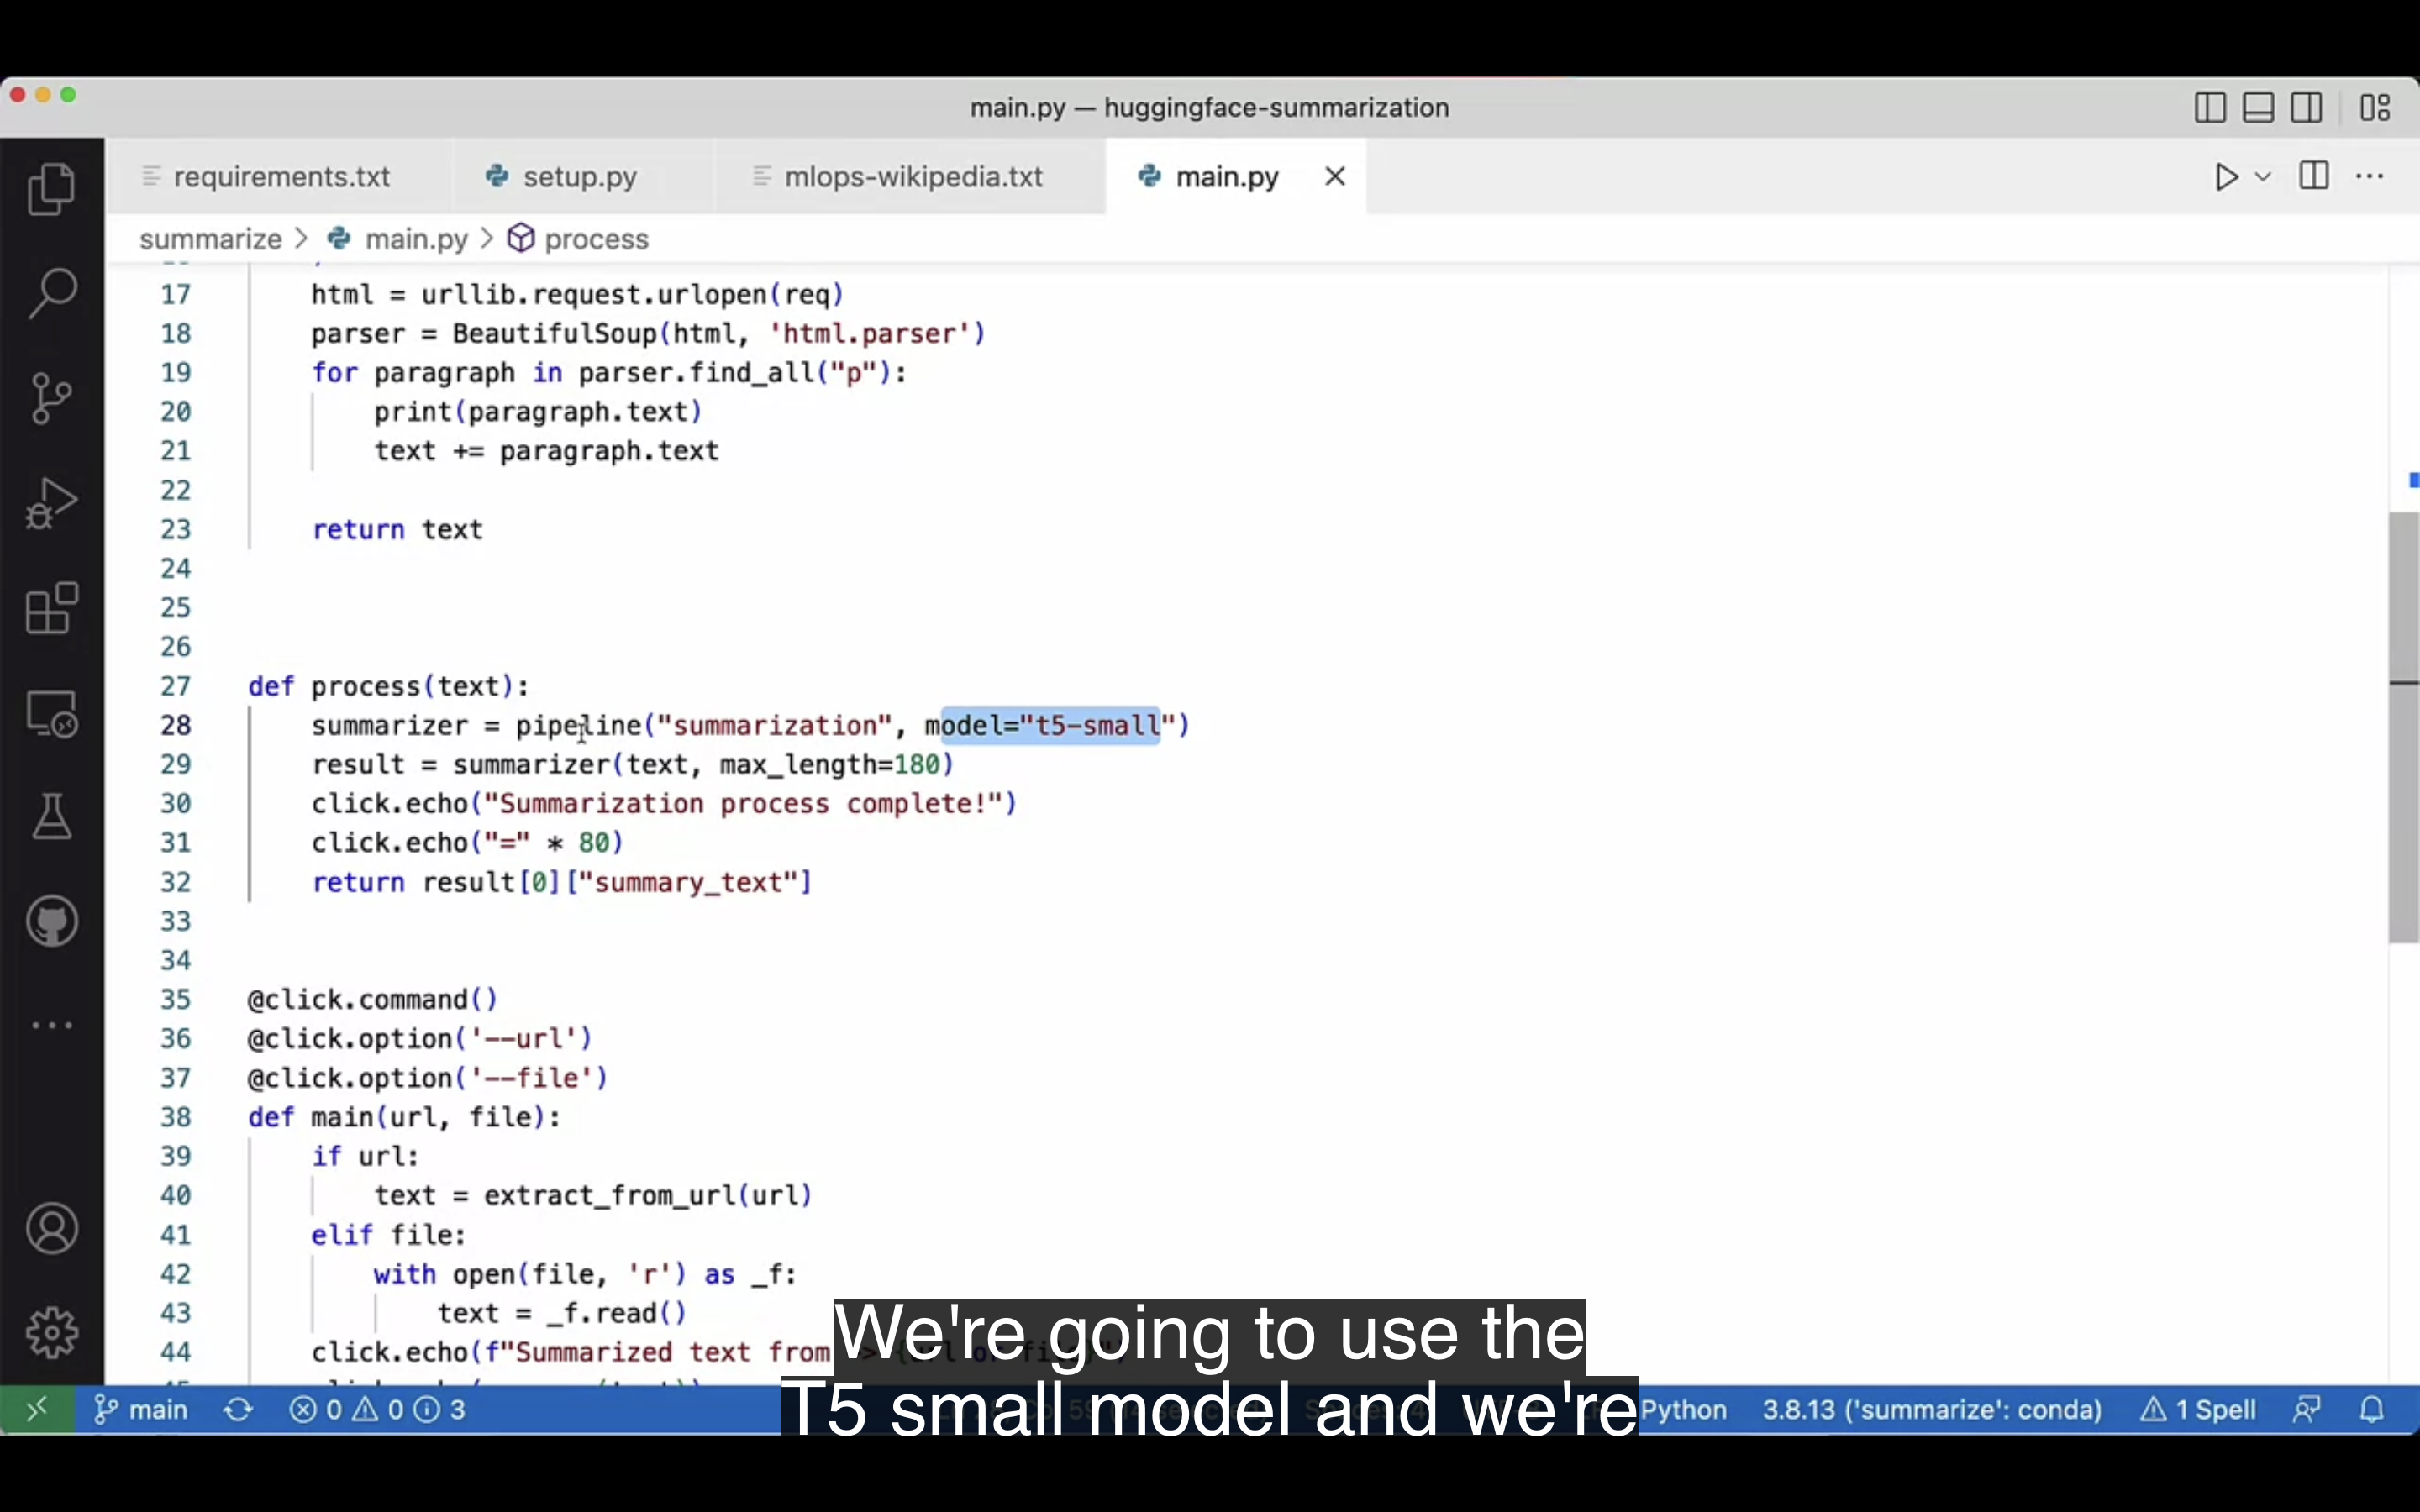 main.py — huggingface-summarization
requirements.txt
setup.py
mlops-wikipedia.txt
main.py
summarize > main.py > process
17 html = urllib.request.urlopen(req)
18 parser = BeautifulSoup(html, 'html.parser')
19 for paragraph in parser.find_all("p"):
20 print(paragraph.text)
21 text += paragraph.text
22
23 return text
24
25
26
27 def process(text):
28 summarizer = pipeline("summarization", model="t5-small")
29 result = summarizer(text, max_length=180)
30 click.echo("Summarization process complete!")
31 click.echo("=" * 80)
32 return result[0]["summary_text"]
33
34
35 @click.command()
36 @click.option('--url')
37 @click.option('--file')
38 def main(url, file):
39 if url:
40 text = extract_from_url(url)
41 elif file:
42 with open(file, 'r') as _f:
43 text = _f.read()
44 click.echo(f"Summarized text from
We're going to use the
T5 small model and we're
main 0 0 3 Python 3.8.13 ('summarize': conda) 1 Spell